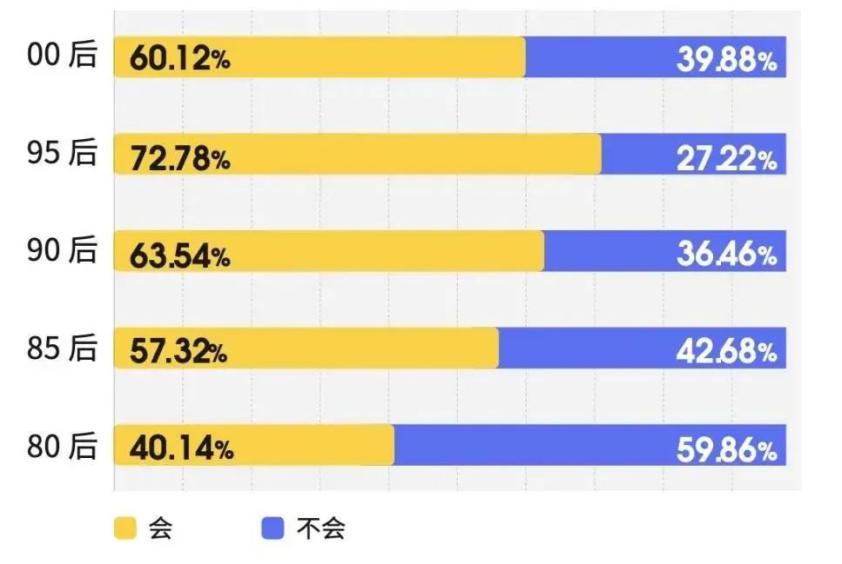 00 后 60.12% 39.88%
95 后 72.78% 27.22%
90 后 63.54% 36.46%
85 后 57.32% 42.68%
80 后 40.14% 59.86%
会 不会